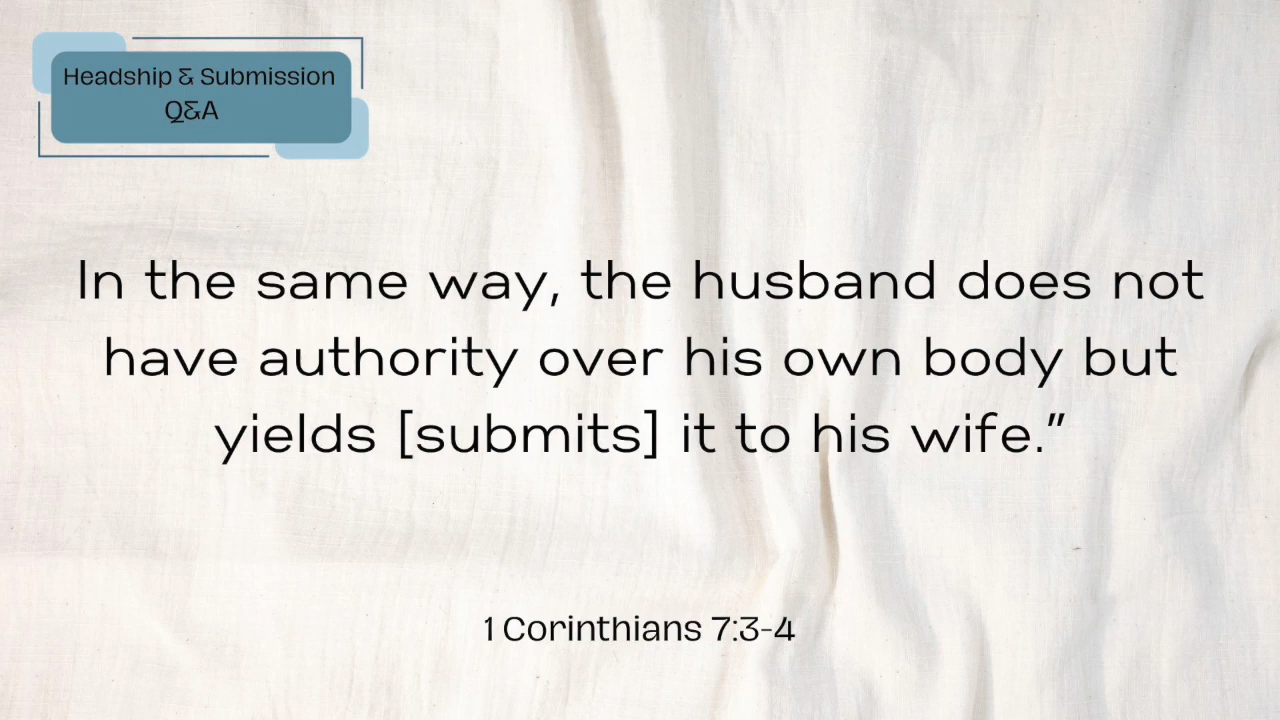 Headship & Submission
Q&A
In the same way, the husband does not
have authority over his own body but
yields [submits] it to his wife.”
1 Corinthians 7:3-4